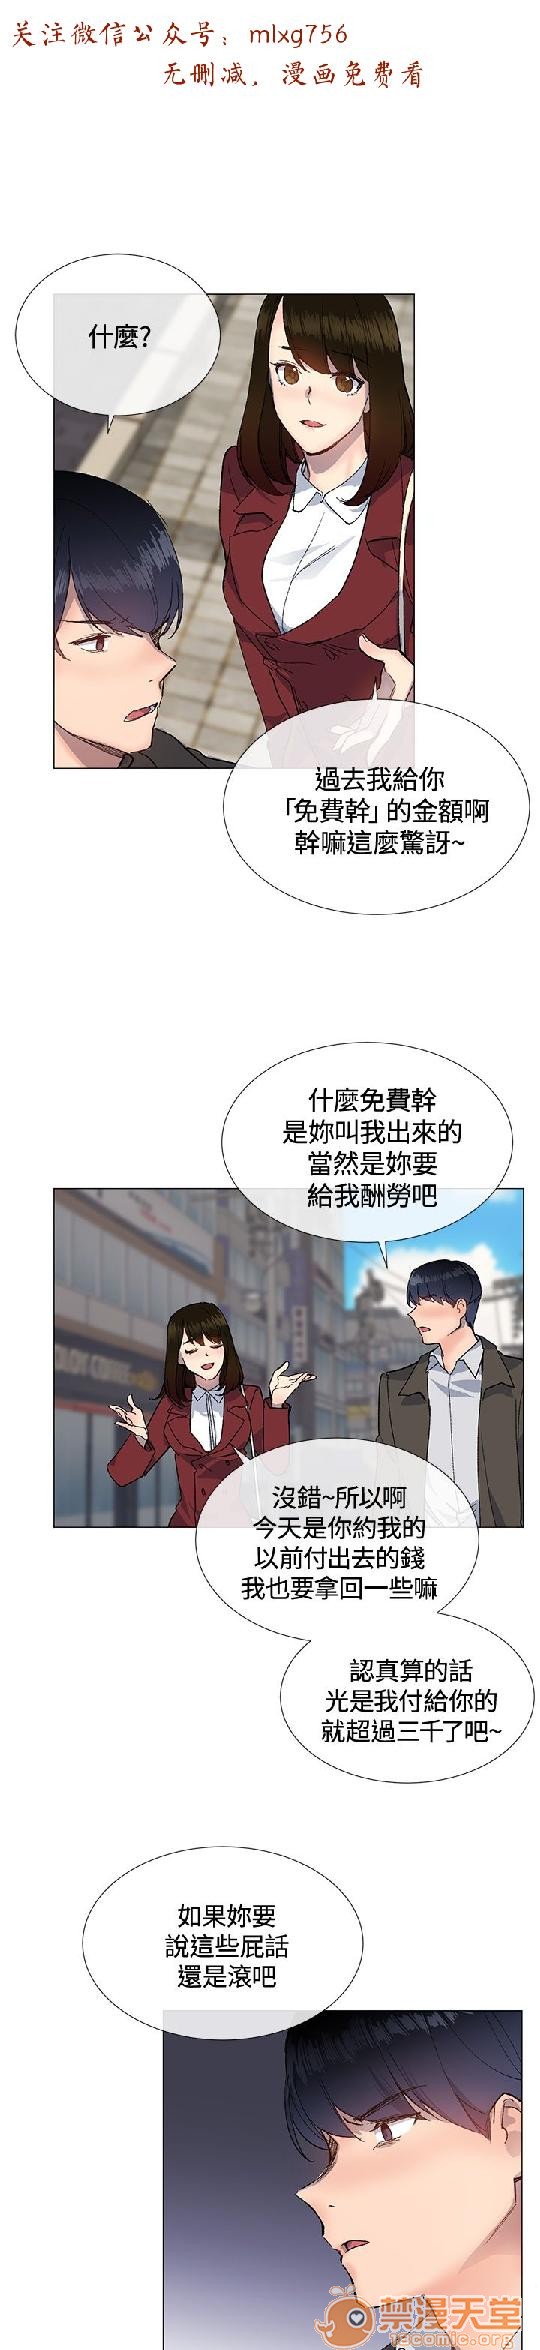 关注微信公众号：mlxg756
无删减．漫画免费看
什麼?
過去我給你
「免費幹」的金額啊
幹嘛這麼驚訝~
什麼免費幹
是妳叫我出來的
當然是妳要
給我酬勞吧
沒錯~所以啊
今天是你約我的
以前付出去的錢
我也要拿回一些嘛
認真算的話
光是我付給你的
就超過三千了吧~
如果妳要
說這些屁話
還是滾吧
禁漫天堂
18comic.org